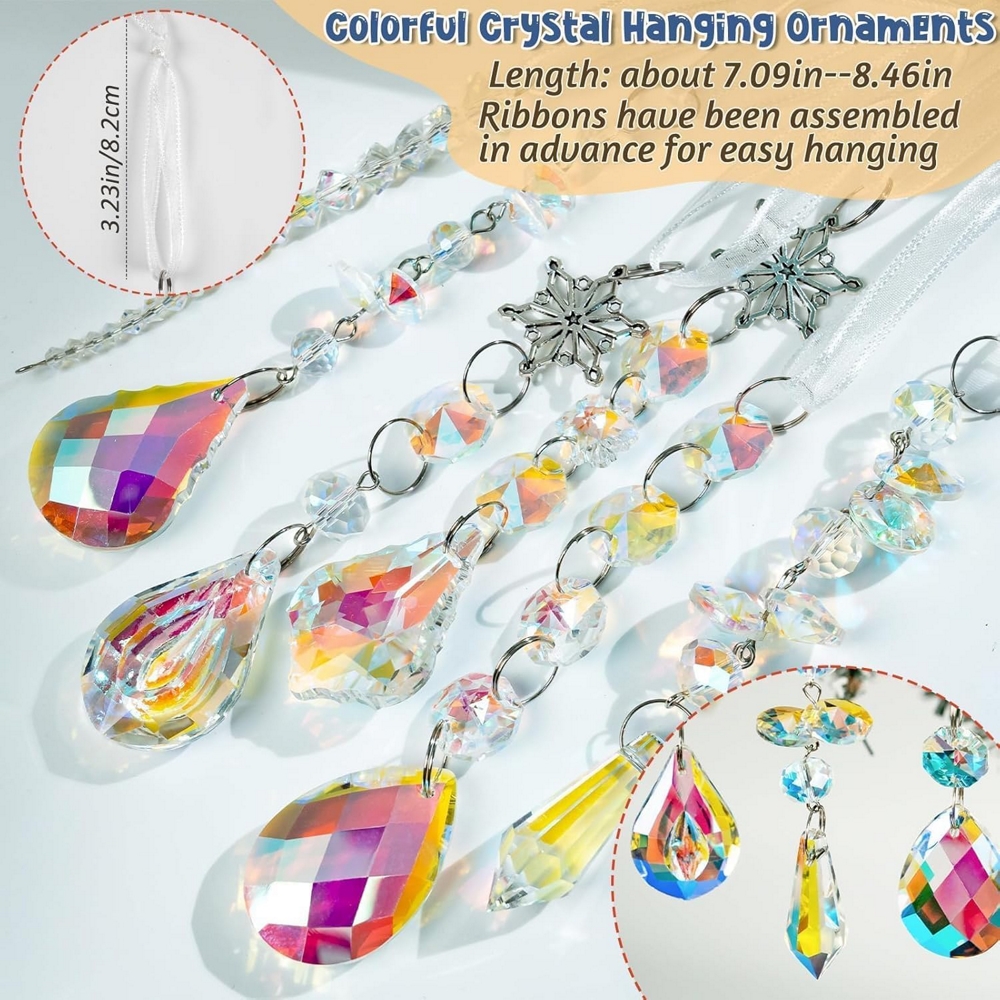 Colorful Crystal Hanging Ornaments
Length: about 7.09in--8.46in
Ribbons have been assembled
in advance for easy hanging
3.23in/8.2cm